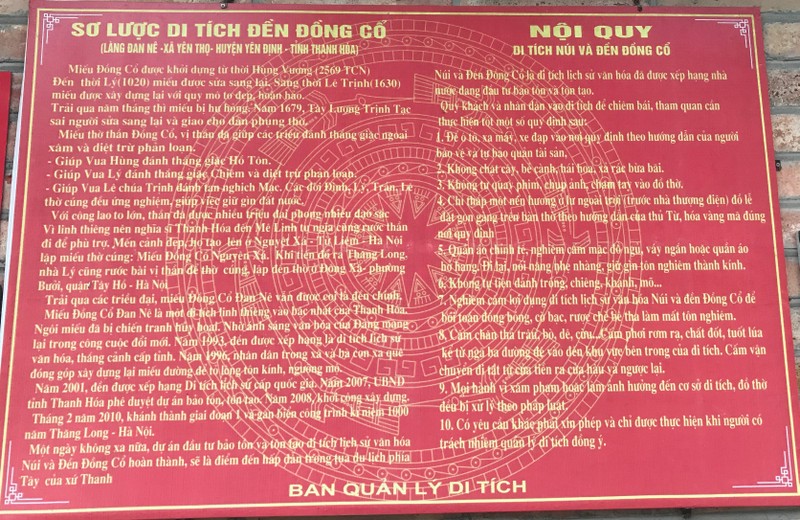 SƠ LƯỢC DI TÍCH ĐỀN ĐỒNG CỔ
(LÀNG ĐAN NÊ -XÃ YÊN THỌ- HUYỆN YÊN ĐỊNH - TỈNH THANH HÓA)
Miếu Đồng Cổ được khởi dựng từ thời Hùng Vương (2569 TCN)
Đến thời Lý(1020) miếu được sửa sang lại. Sang thời Lê Trịnh(1630)
miếu được xây dựng lại với quy mô to đẹp, hoàn hảo.
Trải qua năm tháng thì miếu bị hư hỏng. Năm 1679, Tây Lương Trịnh Tạc
sai người sửa sang lại và giao cho dân phụng thờ.
Miếu thờ thần Đồng Cổ, vị thần đã giúp các triều đánh thắng giặc ngoại
xâm và diệt trừ phản loạn.
- Giúp Vua Hùng đánh thắng giặc Hồ Tôn.
- Giúp Vua Lý đánh thắng giặc Chiêm và diệt trừ phản loạn.
- Giúp Vua Lê chúa Trịnh đánh tan nghịch Mạc. Các đời Đinh, Lý, Trần, Lê
thờ cúng đều ứng nghiệm, giúp việc giữ gìn đất nước.
Với công lao to lớn, thần đã được nhiều triều đại phong nhiều đạo sắc
Vì linh thiêng nên nghĩa sĩ Thanh Hóa đến Mê Linh tụ nghĩa cũng rước thần
đi để phù trợ. Mến cảnh đẹp, họ tạo lên ở Nguyệt Xá - Từ Liêm - Hà Nội
lập miếu thờ cúng: Miếu Đồng Cổ Nguyên Xá. Khi tiến đô ra Thăng Long,
nhà Lý cũng rước bài vị thần để thờ cúng, lập đền thờ ở Đông Xã- phường
Bưởi, quận Tây Hồ - Hà Nội
Trải qua các triều đại, miếu Đồng Cổ Đan Nê vẫn được coi là đền chính.
Miếu Đồng Cổ Đan Nê là một di tích linh thiêng vào bậc nhất của Thanh Hóa.
Ngôi miếu đã bị chiến tranh hủy hoại. Nhờ ánh sáng văn hóa của Đảng mang
lại trong công cuộc đổi mới. Năm 1993, đền được xếp hạng là di tích lịch sử
văn hóa, thắng cảnh cấp tỉnh. Năm 1996, nhân dân trong xã và bà con xa quê
đóng góp xây dựng lại miếu đường để tỏ lòng tôn kính, ngưỡng mộ.
Năm 2001, đền được xếp hạng Di tích lịch sử cấp quốc gia. Năm 2007, UBND
tỉnh Thanh Hóa phê duyệt dự án bảo tồn, tôn tạo. Năm 2008, khởi công xây dựng.
Tháng 2 năm 2010, khánh thành giai đoạn 1 và gắn biển công trình kỷ niệm 1000
năm Thăng Long - Hà Nội.
Một ngày không xa nữa, dự án đầu tư bảo tồn và tôn tạo di tích lịch sử văn hóa
Núi và Đền Đồng Cổ hoàn thành, sẽ là điểm đến hấp dẫn trong tua du lịch phía
Tây của xứ Thanh
NỘI QUY
DI TÍCH NÚI VÀ ĐỀN ĐỒNG CỔ
Núi và Đền Đồng Cổ là di tích lịch sử văn hóa đã được xếp hạng nhà
nước đang đầu tư bảo tồn và tôn tạo.
Quý khách và nhân dân vào di tích để chiêm bái, tham quan cần
thực hiện tốt một số quy định sau:
1. Để ô tô, xe máy, xe đạp vào nơi quy định theo hướng dẫn của người
bảo vệ và tự bảo quản tài sản.
2. Không chặt cây, bẻ cành, hái hoa, xả rác bừa bãi.
3. Không tự quay phim, chụp ảnh, chạm tay vào đồ thờ.
4. Chỉ thắp một nén hương ở tự ngoài trời (trước nhà thượng điện) đồ lễ
đặt gọn gàng trên bàn thờ theo hướng dẫn của thủ Từ, hóa vàng mã đúng
nơi quy định
5. Quần áo chỉnh tề, nghiêm cấm mặc đồ ngủ, váy ngắn hoặc quần áo
hở hang. Đi lại, nói năng nhẹ nhàng, giữ gìn tôn nghiêm thành kính.
6. Không tự tiện đánh trống, chiêng, khánh, mõ...
7. Nghiêm cấm lợi dụng di tích lịch sử văn hóa Núi và đền Đồng Cổ để
bói toán đồng bóng, cờ bạc, rược chè hè tha làm mất tôn nghiêm.
8. Cấm chăn thả trâu, bò, dê, cừu...Cấm phơi rơm rạ, chất đốt, tuốt lúa
kể từ ngã ba đường đê vào đến khu vực bên trong của di tích. Cấm vận
chuyển đi tắt từ cửa tiền ra cửa hậu và ngược lại.
9. Mọi hành vi xâm phạm hoặc làm ảnh hưởng đến cơ sở di tích, đồ thờ
đều bị xử lý theo pháp luật.
10. Có yêu cầu khác phải xin phép và chỉ được thực hiện khi người có
trách nhiệm quản lý di tích đồng ý.
BAN QUẢN LÝ DI TÍCH